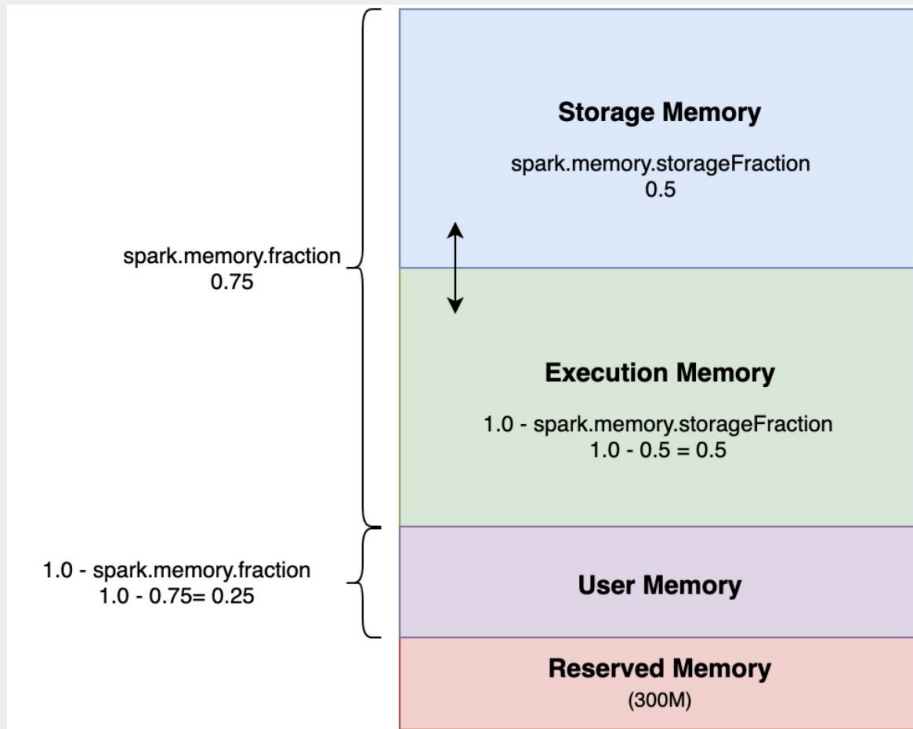 Storage Memory
spark.memory.storageFraction
0.5
spark.memory.fraction
0.75
Execution Memory
1.0 - spark.memory.storageFraction
1.0 - 0.5 = 0.5
1.0 - spark.memory.fraction
1.0 - 0.75= 0.25
User Memory
Reserved Memory
(300M)